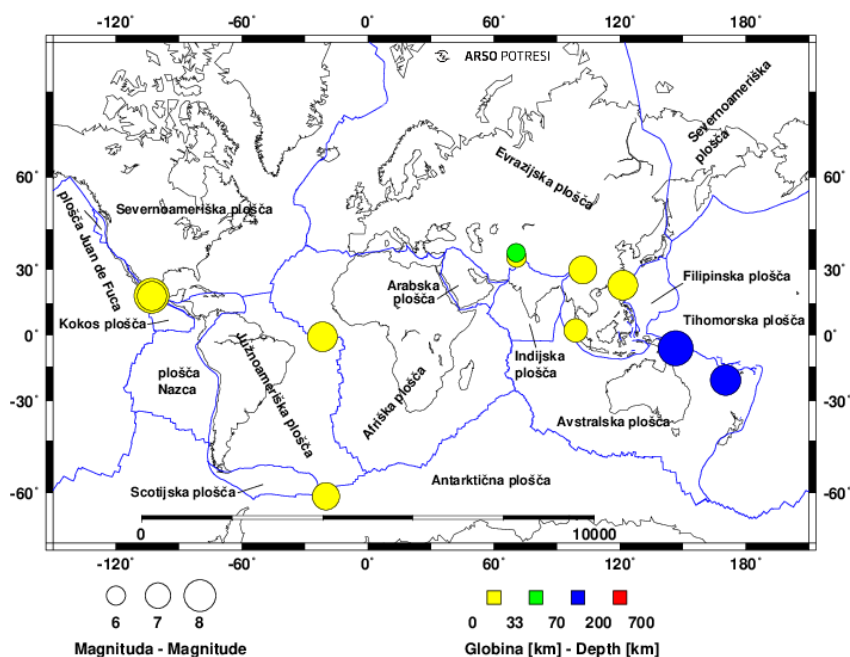 -120° -60° 0° 60° 120° 180°
ARSO POTRESI
Severnoameriška
plošča
Evrazijska plošča
60° 60°
Severnoameriška plošča
plošča Juan de Fuca
30° 30°
Arabska
plošča
Filipinska plošča
Kokos plošča
Tihomorska plošča
0° 0°
Indijska
plošča
Južnoameriška plošča
Afriška plošča
plošča
Nazca
-30° -30°
Avstralska plošča
Antarktična plošča
Scotijska plošča
-60° -60°
0 10000
-120° -60° 0° 60° 120° 180°
6 7 8
0 33 70 200 700
Magnituda - Magnitude
Globina [km] - Depth [km]